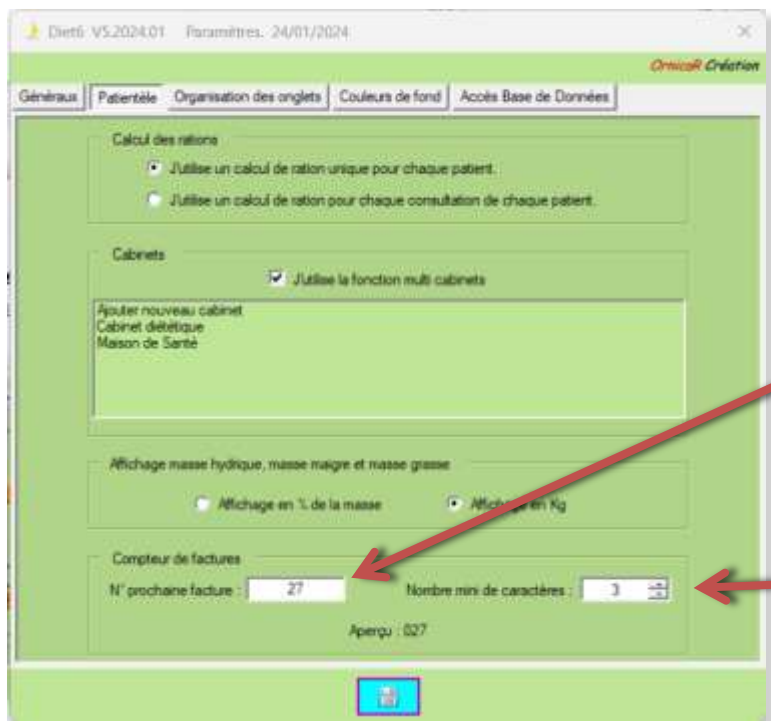 Diet6 V5.2024.01 Paramètres. 24/01/2024
OrnicaR Création
Généraux Patientèle Organisation des onglets Couleurs de fond Accès Base de Données
Calcul des rations
J'utilise un calcul de ration unique pour chaque patient.
J'utilise un calcul de ration pour chaque consultation de chaque patient.
Cabinets
J'utilise la fonction multi cabinets
Ajouter nouveau cabinet
Cabinet diététique
Maison de Santé
Affichage masse hydrique, masse maigre et masse grasse
Affichage en % de la masse Affichage en Kg
Compteur de factures
N° prochaine facture : 27 Nombre mini de caractères : 3
Aperçu : 027